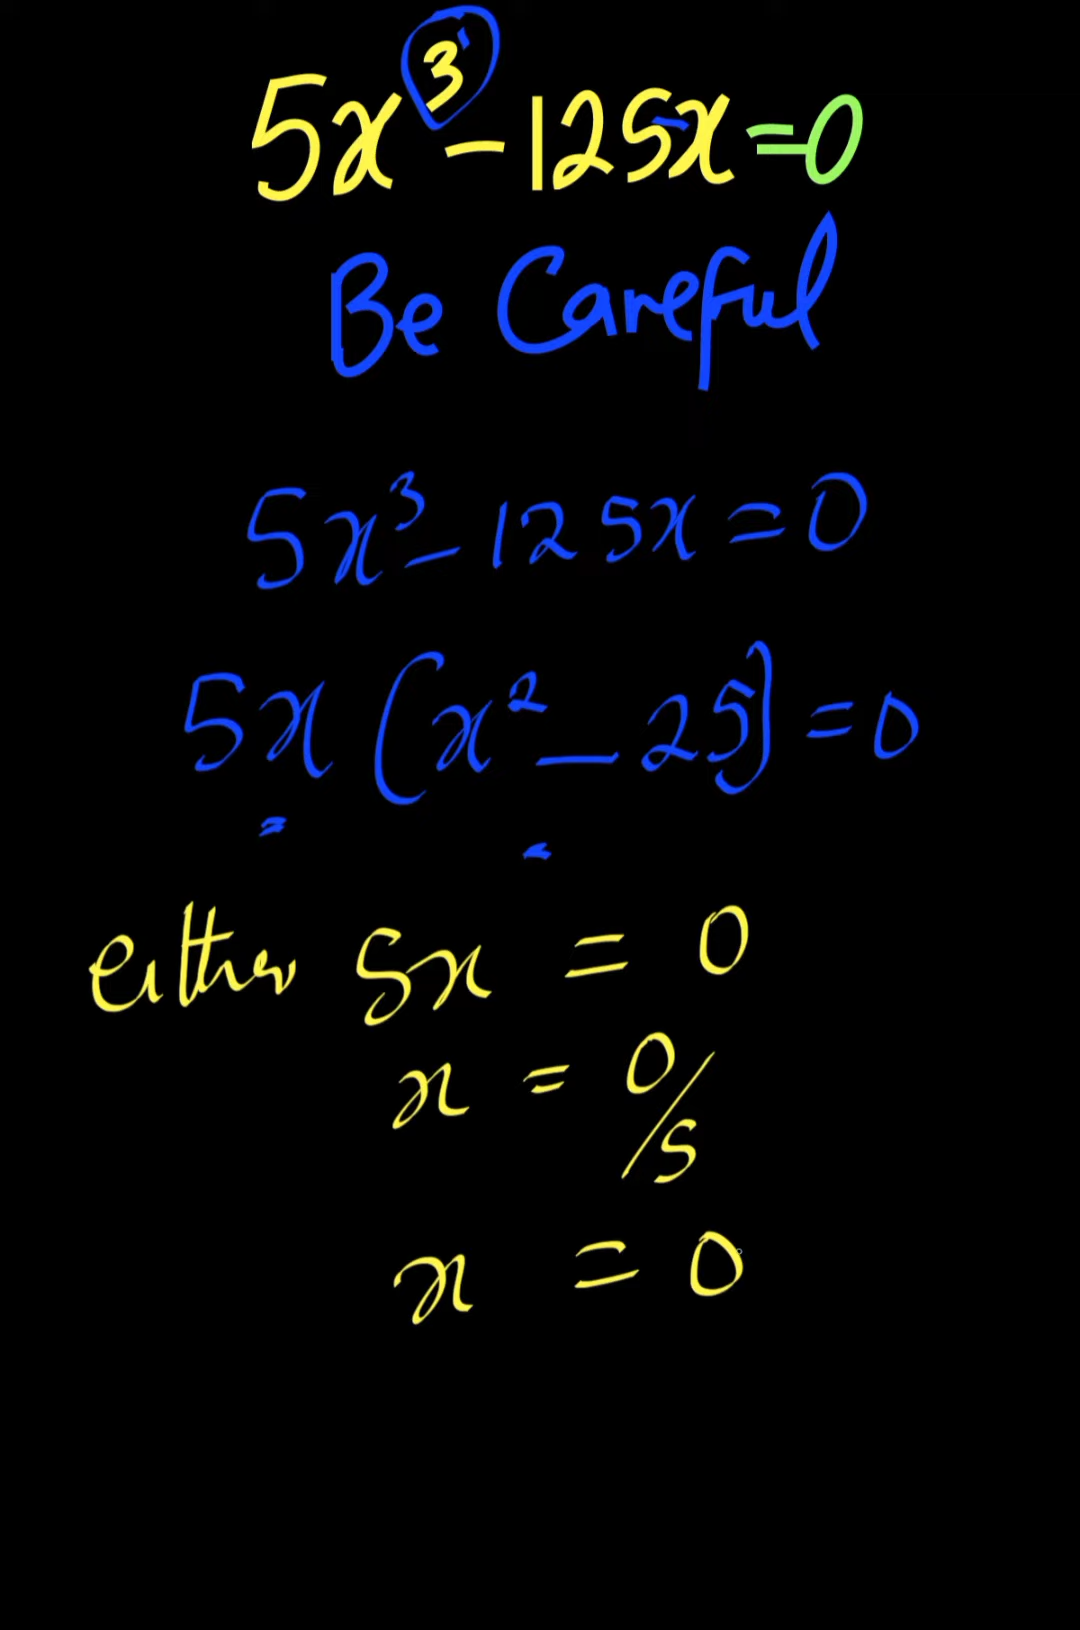 5x³-125x=0
Be Careful
5x³-125x=0
5x(x²-25)=0
either 5x = 0
x = 0/5
x = 0